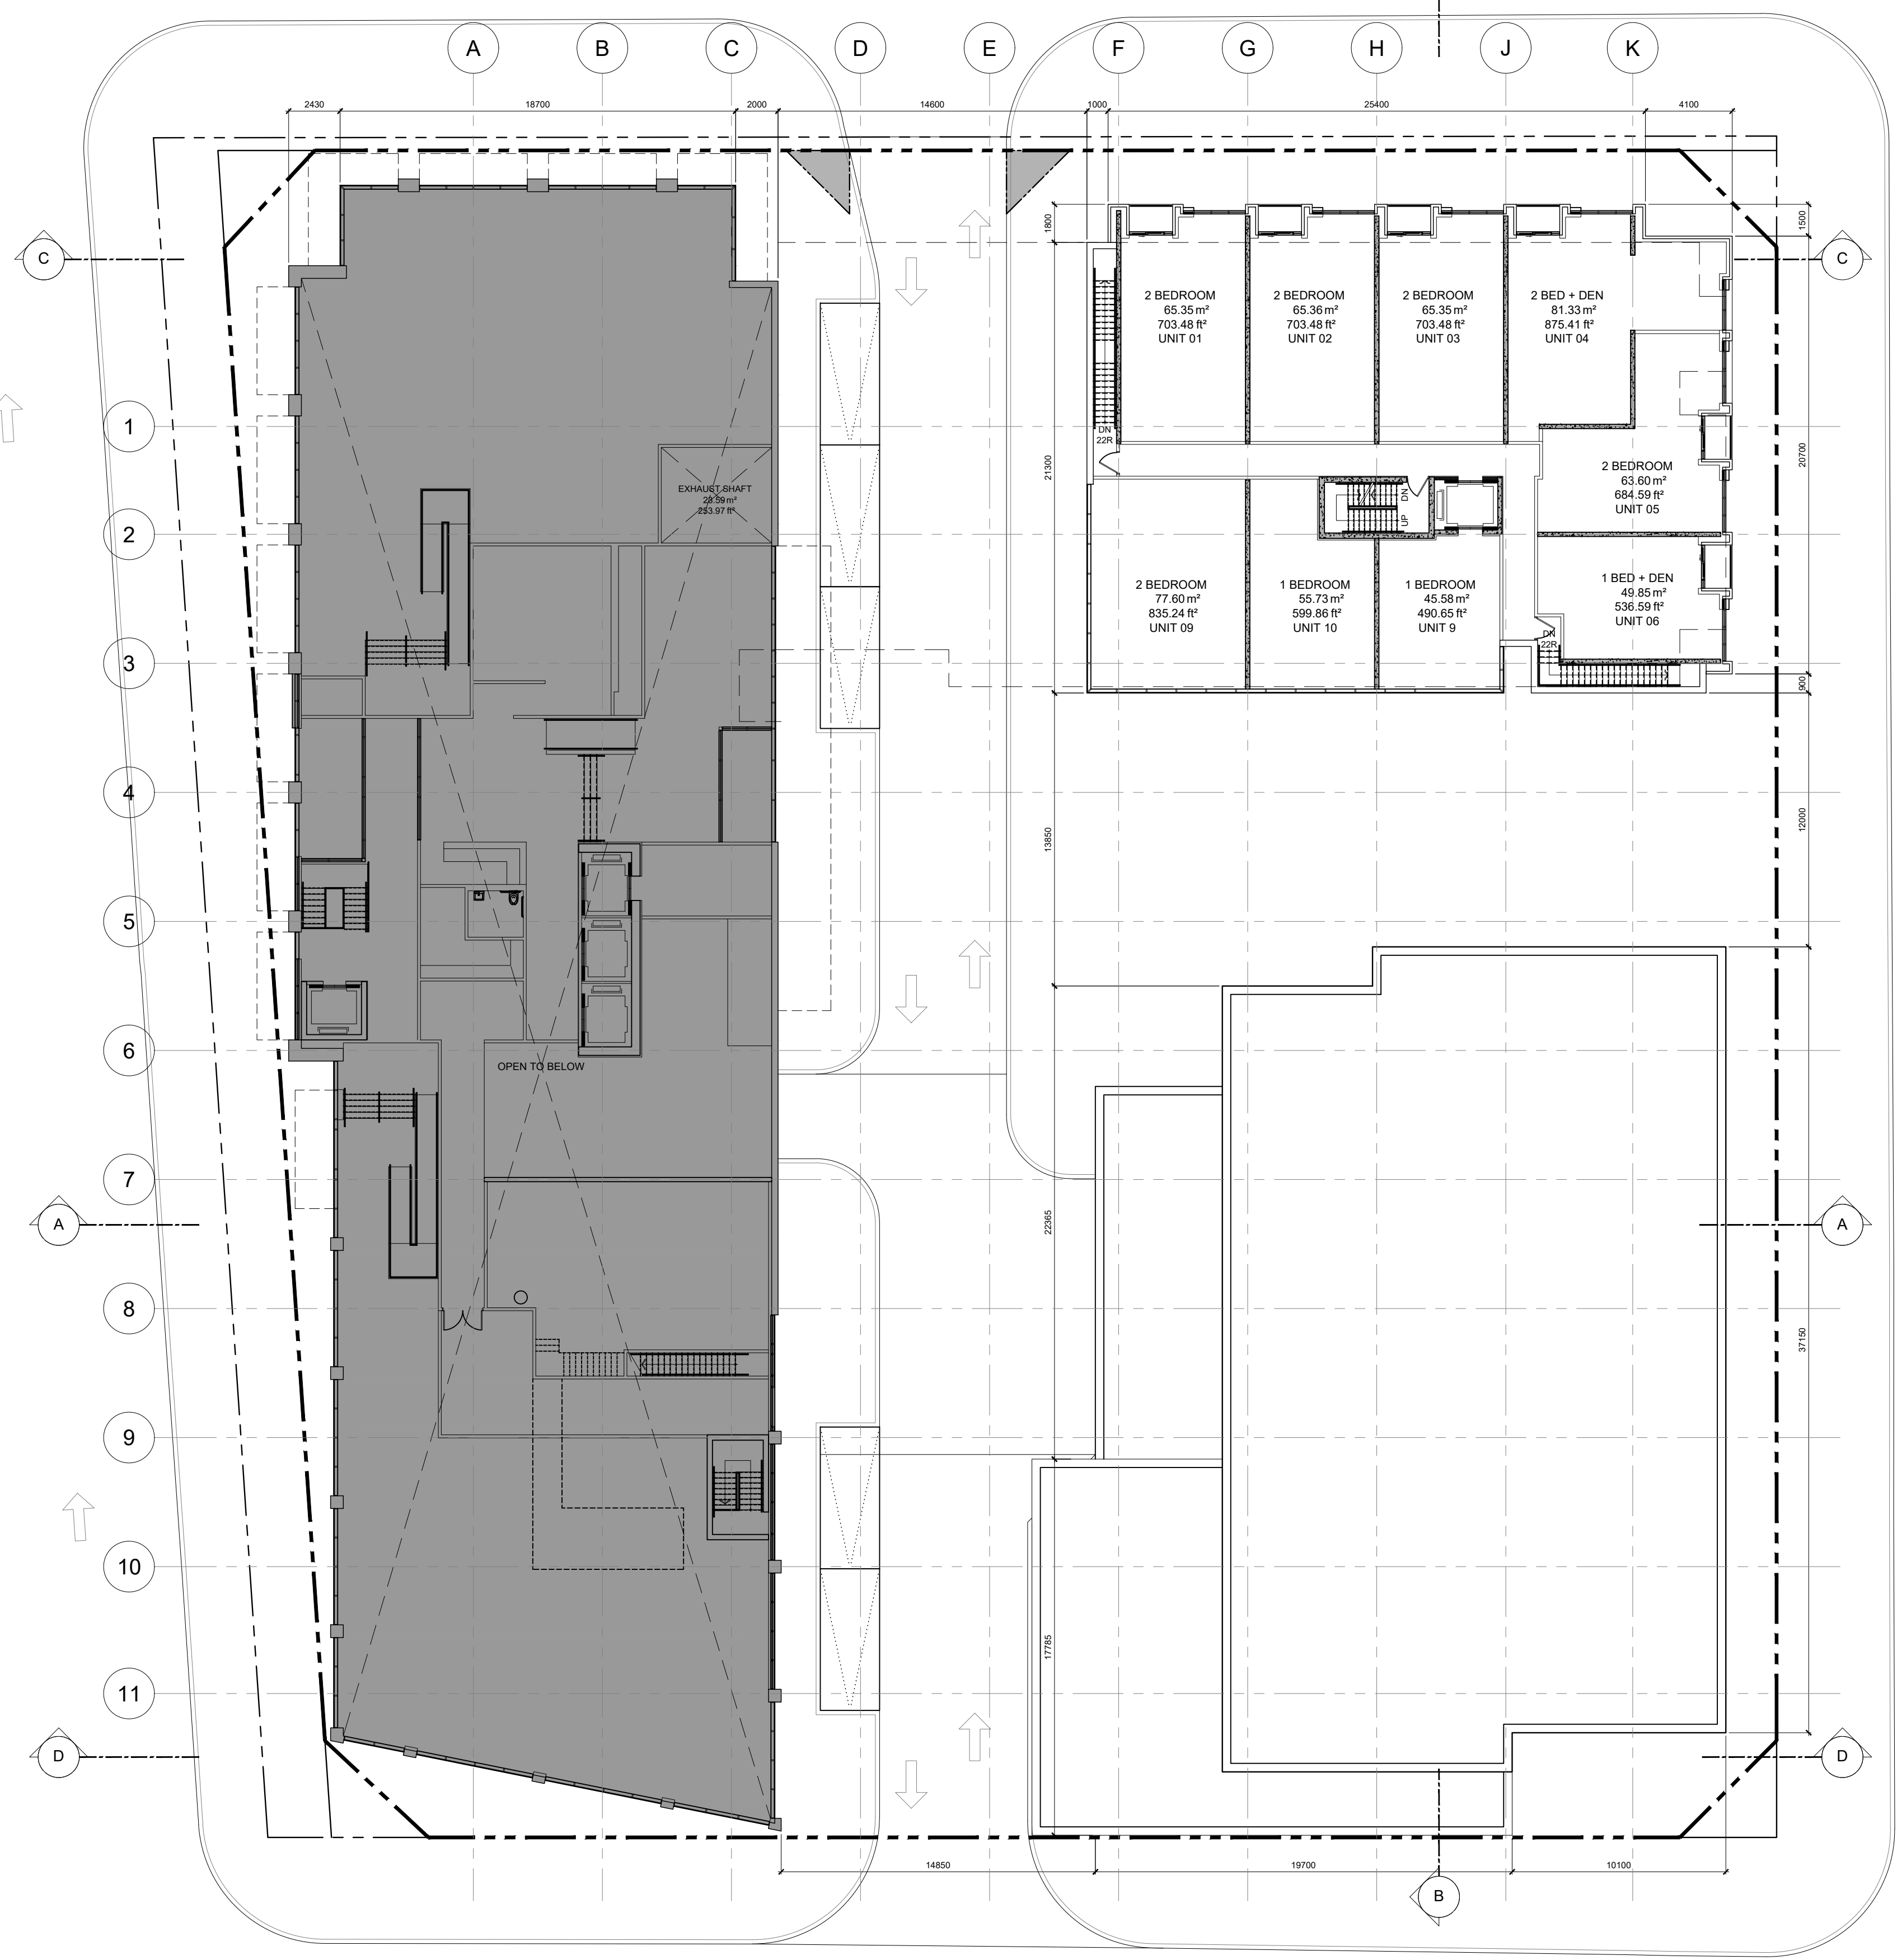 A B C D E F G H J K
2430 18700 2000 14600 1000 25400 4100
1800
1500
C
C
2 BEDROOM
65.35 m²
703.48 ft²
UNIT 01
2 BEDROOM
65.36 m²
703.48 ft²
UNIT 02
2 BEDROOM
65.35 m²
703.48 ft²
UNIT 03
2 BED + DEN
81.33 m²
875.41 ft²
UNIT 04
1
DN
22R
21300
20700
2 BEDROOM
63.60 m²
684.59 ft²
UNIT 05
EXHAUST SHAFT
23.59 m²
253.97 ft²
DN
UP
2
2 BEDROOM
77.60 m²
835.24 ft²
UNIT 09
1 BEDROOM
55.73 m²
599.86 ft²
UNIT 10
1 BEDROOM
45.58 m²
490.65 ft²
UNIT 9
1 BED + DEN
49.85 m²
536.59 ft²
UNIT 06
DN
22R
3
900
4
13850
12000
5
6
OPEN TO BELOW
7
A
22365
A
8
37150
9
10
17785
11
D
D
14850 19700 10100
B